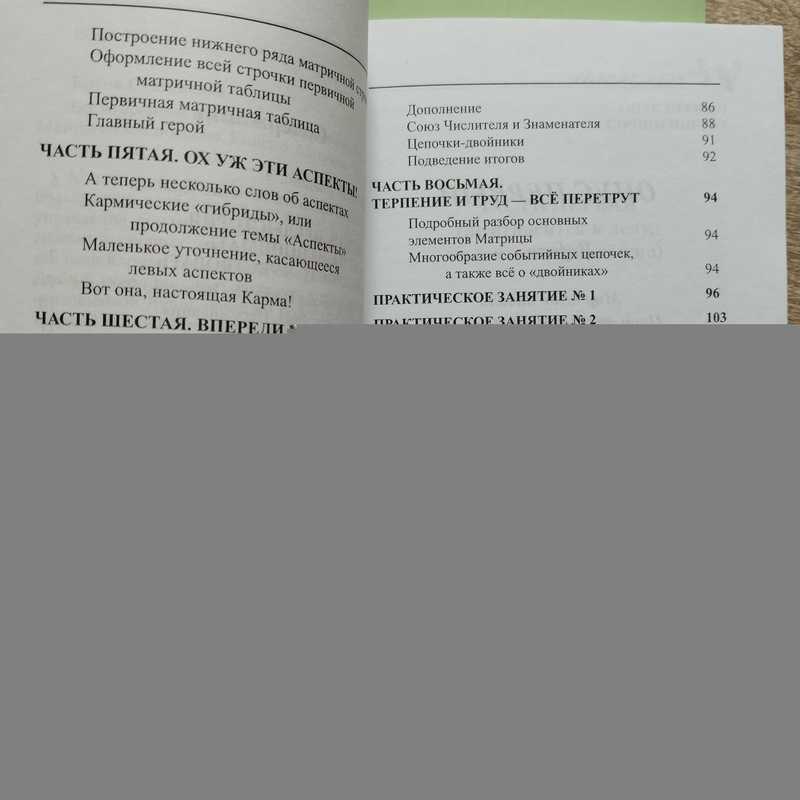 Построение нижнего ряда матричной
Оформление всей строчки первичной
матричной таблицы
Первичная матричная таблица
Главный герой
ЧАСТЬ ПЯТАЯ. ОХ УЖ ЭТИ АСПЕКТЫ!
А теперь несколько слов об аспектах
Кармические «гибриды», или
продолжение темы «Аспекты»
Маленькое уточнение, касающееся
левых аспектов
Вот она, настоящая Карма!
ЧАСТЬ ШЕСТАЯ. ВПЕРЕДИ
Дополнение 86
Союз Числителя и Знаменателя 88
Цепочки-двойники 91
Подведение итогов 92
ЧАСТЬ ВОСЬМАЯ.
ТЕРПЕНИЕ И ТРУД — ВСЁ ПЕРЕТРУТ 94
Подробный разбор основных
элементов Матрицы 94
Многообразие событийных цепочек,
а также всё о «двойниках» 94
ПРАКТИЧЕСКОЕ ЗАНЯТИЕ № 1 96
ПРАКТИЧЕСКОЕ ЗАНЯТИЕ № 2 103